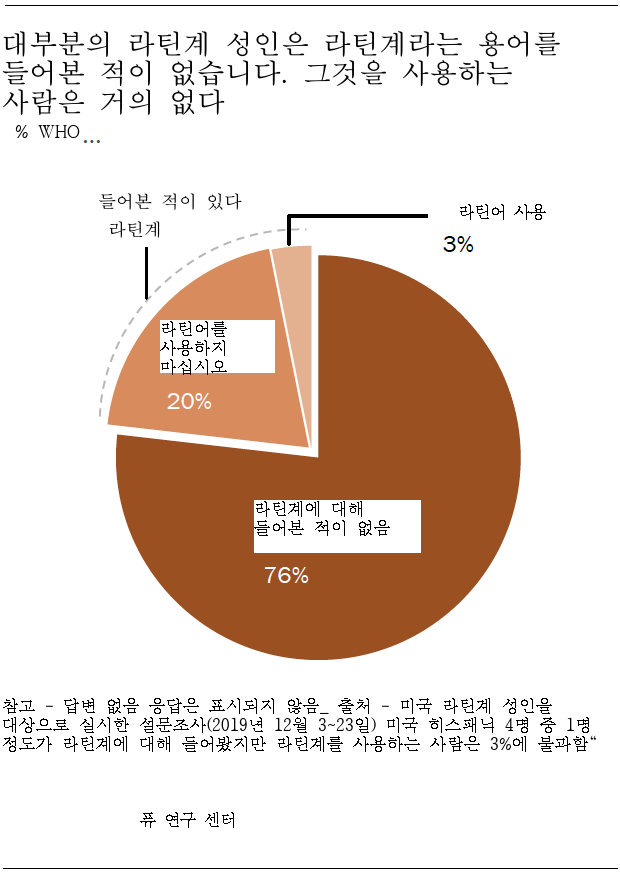 대부분의 라틴계 성인은 라틴계라는 용어를
들어본 적이 없습니다. 그것을 사용하는
사람은 거의 없다
% WHO...
들어본 적이 있다
라틴계
라틴어 사용
3%
라틴어를
사용하지
마십시오
20%
라틴계에 대해
들어본 적이 없음
76%
참고 - 답변 없음 응답은 표시되지 않음_ 출처 - 미국 라틴계 성인을
대상으로 실시한 설문조사(2019년 12월 3~23일) 미국 히스패닉 4명 중 1명
정도가 라틴계에 대해 들어봤지만 라틴계를 사용하는 사람은 3%에 불과함“
퓨 연구 센터